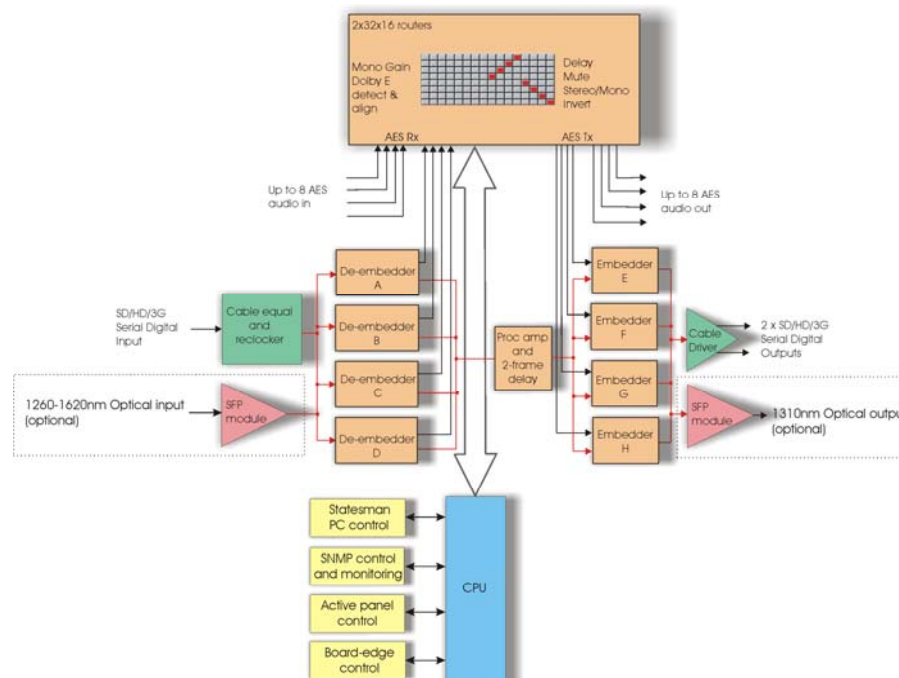 2x32x16 routers
Mono Gain
Dolby E
detect &
align
Delay
Mute
Stereo/Mono
Invert
AES Rx
AES Tx
Up to 8 AES
audio in
Up to 8 AES
audio out
De-embedder
A
De-embedder
B
De-embedder
C
De-embedder
D
SD/HD/3G
Serial Digital
Input
Cable equal
and
reclocker
1260-1620nm Optical input
(optional)
SFP
module
Proc amp
and
2-frame
delay
Embedder
E
Embedder
F
Embedder
G
Embedder
H
Cable
Driver
2 x SD/HD/3G
Serial Digital
Outputs
SFP
module
1310nm Optical output
(optional)
Statesman
PC control
SNMP control
and monitoring
Active panel
control
Board-edge
control
CPU